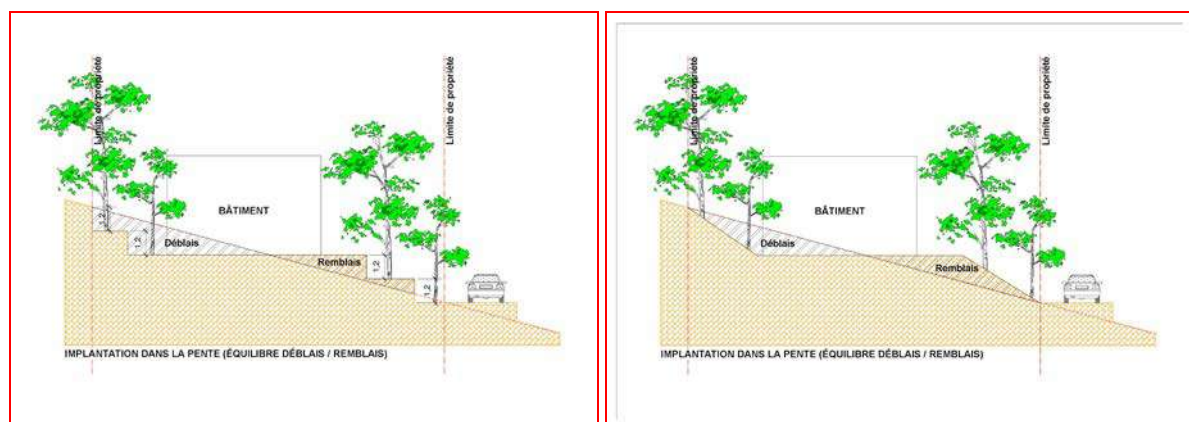 Limite de propriété
Limite de propriété
BÂTIMENT
1,2
1,2
Déblais
Remblais
1,2
1,2
IMPLANTATION DANS LA PENTE (ÉQUILIBRE DÉBLAIS / REMBLAIS)
Limite de propriété
Limite de propriété
BÂTIMENT
Déblais
Remblais
IMPLANTATION DANS LA PENTE (ÉQUILIBRE DÉBLAIS / REMBLAIS)